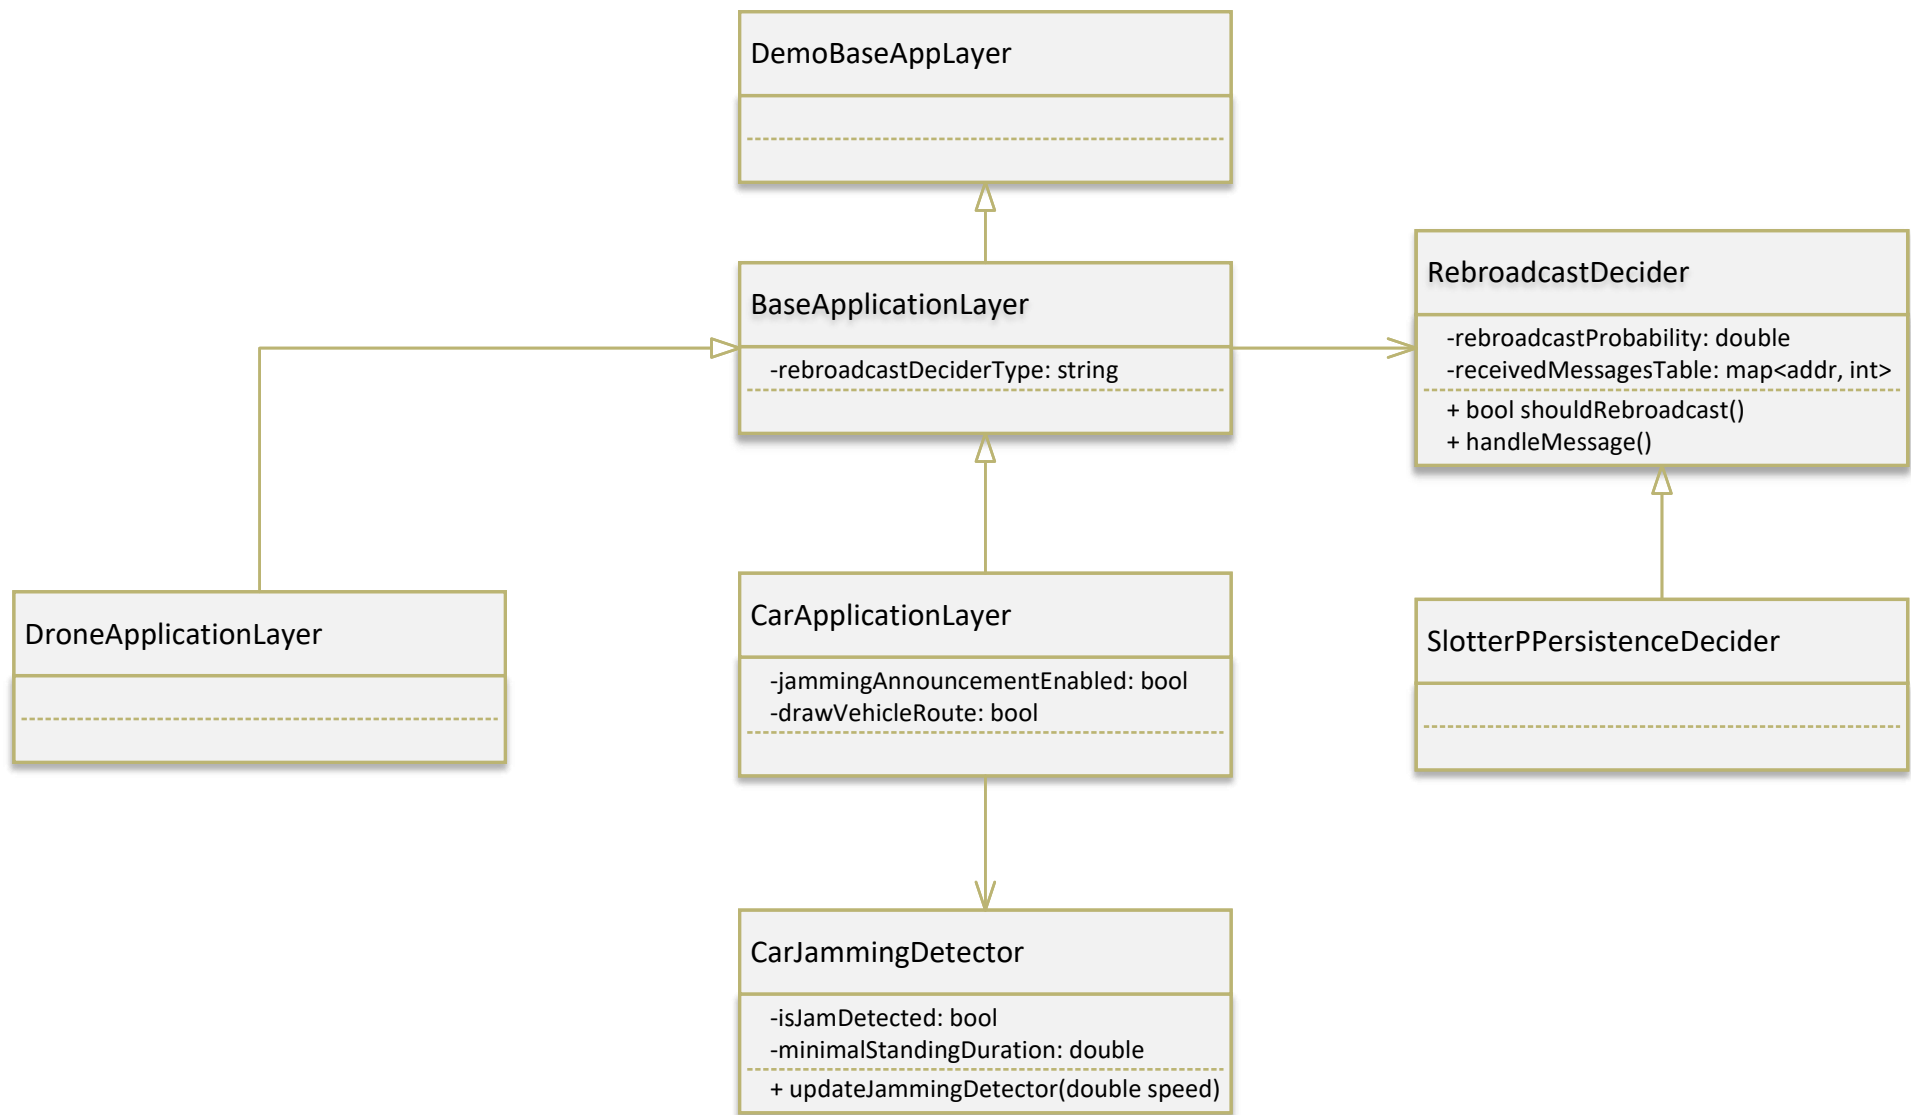 DemoBaseAppLayer
BaseApplicationLayer
-rebroadcastDeciderType: string
RebroadcastDecider
-rebroadcastProbability: double
-receivedMessagesTable: map<addr, int>
+ bool shouldRebroadcast()
+ handleMessage()
DroneApplicationLayer
CarApplicationLayer
-jammingAnnouncementEnabled: bool
-drawVehicleRoute: bool
SlotterPPersistenceDecider
CarJammingDetector
-isJamDetected: bool
-minimalStandingDuration: double
+ updateJammingDetector(double speed)